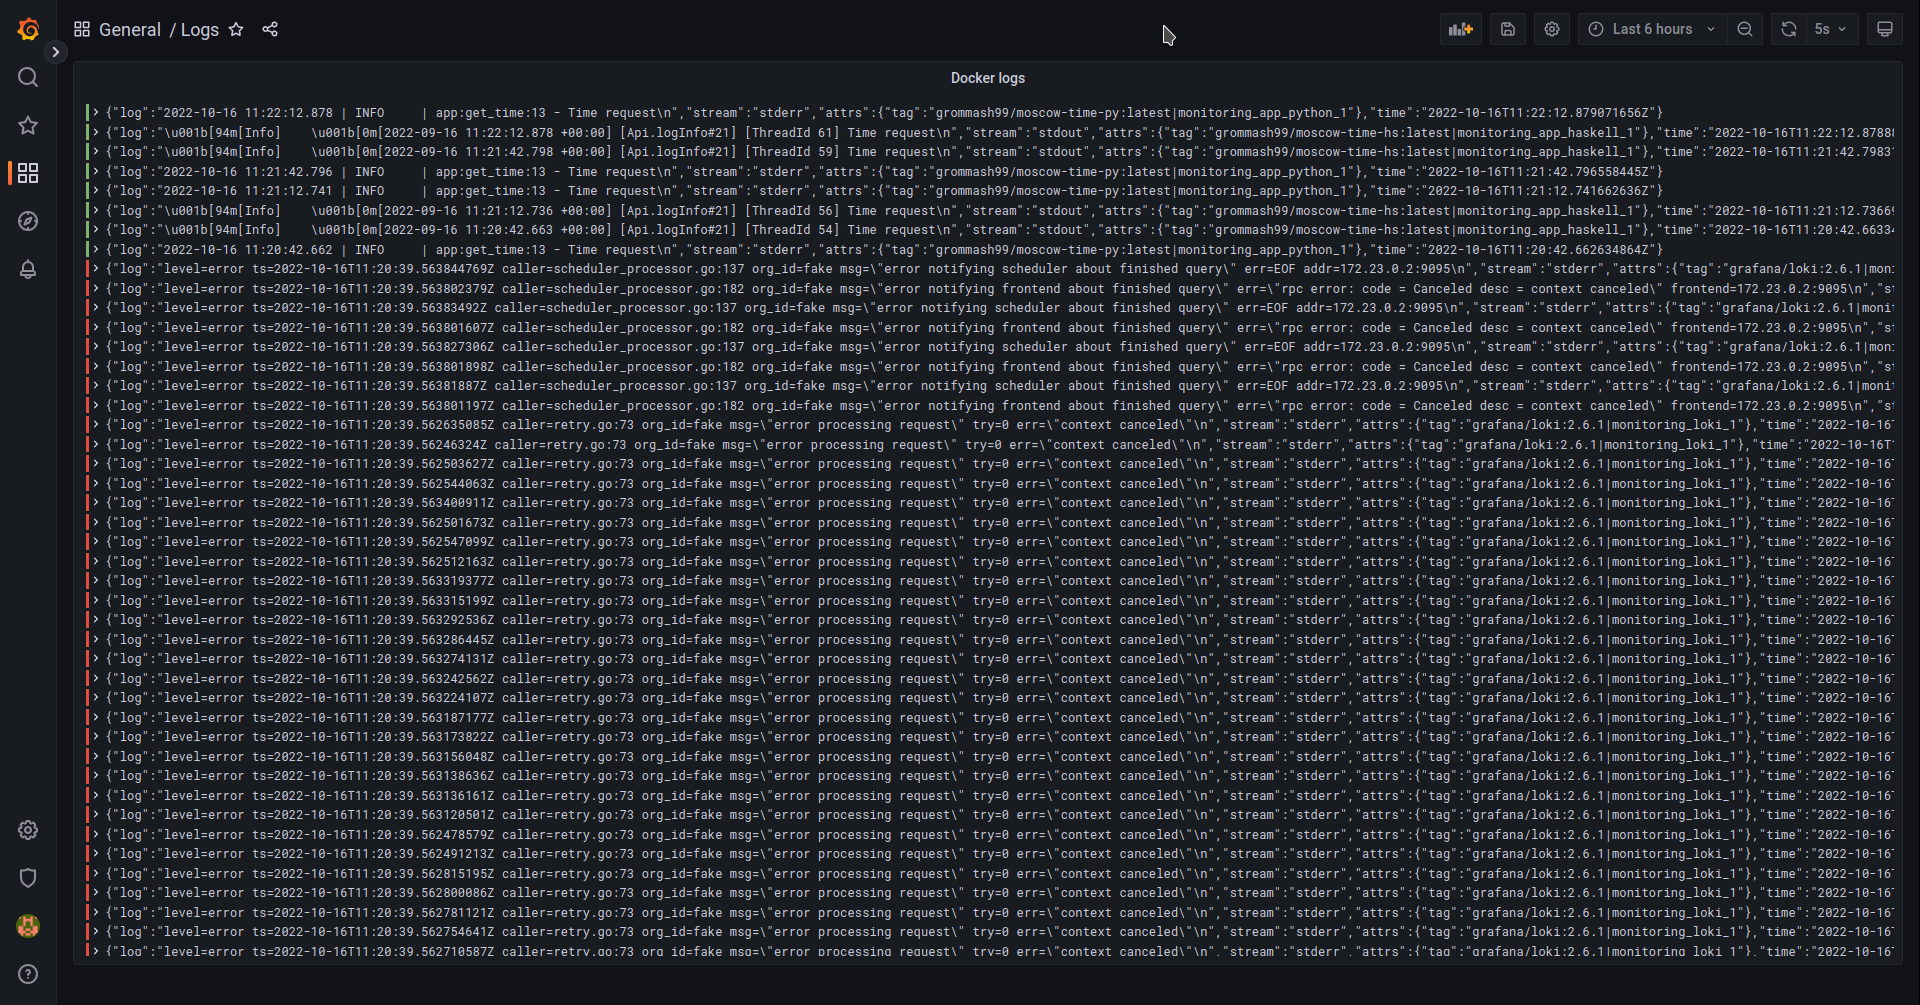 General / Logs
Last 6 hours
5s
Docker logs
{"log":"2022-10-16 11:22:12.878 | INFO     | app:get_time:13 - Time request\n","stream":"stderr","attrs":{"tag":"grommash99/moscow-time-py:latest|monitoring_app_python_1"},"time":"2022-10-16T11:22:12.879071656Z"}
{"log":"\u001b[94m[Info]    \u001b[0m[2022-09-16 11:22:12.878 +00:00] [Api.logInfo#21] [ThreadId 61] Time request\n","stream":"stdout","attrs":{"tag":"grommash99/moscow-time-hs:latest|monitoring_app_haskell_1"},"time":"2022-10-16T11:22:12.87888
{"log":"\u001b[94m[Info]    \u001b[0m[2022-09-16 11:21:42.798 +00:00] [Api.logInfo#21] [ThreadId 59] Time request\n","stream":"stdout","attrs":{"tag":"grommash99/moscow-time-hs:latest|monitoring_app_haskell_1"},"time":"2022-10-16T11:21:42.7983
{"log":"2022-10-16 11:21:42.796 | INFO     | app:get_time:13 - Time request\n","stream":"stderr","attrs":{"tag":"grommash99/moscow-time-py:latest|monitoring_app_python_1"},"time":"2022-10-16T11:21:42.796558445Z"}
{"log":"2022-10-16 11:21:12.741 | INFO     | app:get_time:13 - Time request\n","stream":"stderr","attrs":{"tag":"grommash99/moscow-time-py:latest|monitoring_app_python_1"},"time":"2022-10-16T11:21:12.741662636Z"}
{"log":"\u001b[94m[Info]    \u001b[0m[2022-09-16 11:21:12.736 +00:00] [Api.logInfo#21] [ThreadId 56] Time request\n","stream":"stdout","attrs":{"tag":"grommash99/moscow-time-hs:latest|monitoring_app_haskell_1"},"time":"2022-10-16T11:21:12.7366
{"log":"\u001b[94m[Info]    \u001b[0m[2022-09-16 11:20:42.663 +00:00] [Api.logInfo#21] [ThreadId 54] Time request\n","stream":"stdout","attrs":{"tag":"grommash99/moscow-time-hs:latest|monitoring_app_haskell_1"},"time":"2022-10-16T11:20:42.66334
{"log":"2022-10-16 11:20:42.662 | INFO     | app:get_time:13 - Time request\n","stream":"stderr","attrs":{"tag":"grommash99/moscow-time-py:latest|monitoring_app_python_1"},"time":"2022-10-16T11:20:42.662634864Z"}
{"log":"level=error ts=2022-10-16T11:20:39.563844769Z caller=scheduler_processor.go:137 org_id=fake msg=\"error notifying scheduler about finished query\" err=EOF addr=172.23.0.2:9095\n","stream":"stderr","attrs":{"tag":"grafana/loki:2.6.1|mon
{"log":"level=error ts=2022-10-16T11:20:39.563802379Z caller=scheduler_processor.go:182 org_id=fake msg=\"error notifying frontend about finished query\" err=\"rpc error: code = Canceled desc = context canceled\" frontend=172.23.0.2:9095\n","s
{"log":"level=error ts=2022-10-16T11:20:39.56383492Z caller=scheduler_processor.go:137 org_id=fake msg=\"error notifying scheduler about finished query\" err=EOF addr=172.23.0.2:9095\n","stream":"stderr","attrs":{"tag":"grafana/loki:2.6.1|moni
{"log":"level=error ts=2022-10-16T11:20:39.563801607Z caller=scheduler_processor.go:182 org_id=fake msg=\"error notifying frontend about finished query\" err=\"rpc error: code = Canceled desc = context canceled\" frontend=172.23.0.2:9095\n","s
{"log":"level=error ts=2022-10-16T11:20:39.563827306Z caller=scheduler_processor.go:137 org_id=fake msg=\"error notifying scheduler about finished query\" err=EOF addr=172.23.0.2:9095\n","stream":"stderr","attrs":{"tag":"grafana/loki:2.6.1|mon
{"log":"level=error ts=2022-10-16T11:20:39.563801898Z caller=scheduler_processor.go:182 org_id=fake msg=\"error notifying frontend about finished query\" err=\"rpc error: code = Canceled desc = context canceled\" frontend=172.23.0.2:9095\n","s
{"log":"level=error ts=2022-10-16T11:20:39.56381887Z caller=scheduler_processor.go:137 org_id=fake msg=\"error notifying scheduler about finished query\" err=EOF addr=172.23.0.2:9095\n","stream":"stderr","attrs":{"tag":"grafana/loki:2.6.1|moni
{"log":"level=error ts=2022-10-16T11:20:39.563801197Z caller=scheduler_processor.go:182 org_id=fake msg=\"error notifying frontend about finished query\" err=\"rpc error: code = Canceled desc = context canceled\" frontend=172.23.0.2:9095\n","s
{"log":"level=error ts=2022-10-16T11:20:39.562635085Z caller=retry.go:73 org_id=fake msg=\"error processing request\" try=0 err=\"context canceled\"\n","stream":"stderr","attrs":{"tag":"grafana/loki:2.6.1|monitoring_loki_1"},"time":"2022-10-16
{"log":"level=error ts=2022-10-16T11:20:39.56246324Z caller=retry.go:73 org_id=fake msg=\"error processing request\" try=0 err=\"context canceled\"\n","stream":"stderr","attrs":{"tag":"grafana/loki:2.6.1|monitoring_loki_1"},"time":"2022-10-16T
{"log":"level=error ts=2022-10-16T11:20:39.562503627Z caller=retry.go:73 org_id=fake msg=\"error processing request\" try=0 err=\"context canceled\"\n","stream":"stderr","attrs":{"tag":"grafana/loki:2.6.1|monitoring_loki_1"},"time":"2022-10-16
{"log":"level=error ts=2022-10-16T11:20:39.562544063Z caller=retry.go:73 org_id=fake msg=\"error processing request\" try=0 err=\"context canceled\"\n","stream":"stderr","attrs":{"tag":"grafana/loki:2.6.1|monitoring_loki_1"},"time":"2022-10-16
{"log":"level=error ts=2022-10-16T11:20:39.563400911Z caller=retry.go:73 org_id=fake msg=\"error processing request\" try=0 err=\"context canceled\"\n","stream":"stderr","attrs":{"tag":"grafana/loki:2.6.1|monitoring_loki_1"},"time":"2022-10-16
{"log":"level=error ts=2022-10-16T11:20:39.562501673Z caller=retry.go:73 org_id=fake msg=\"error processing request\" try=0 err=\"context canceled\"\n","stream":"stderr","attrs":{"tag":"grafana/loki:2.6.1|monitoring_loki_1"},"time":"2022-10-16
{"log":"level=error ts=2022-10-16T11:20:39.562547099Z caller=retry.go:73 org_id=fake msg=\"error processing request\" try=0 err=\"context canceled\"\n","stream":"stderr","attrs":{"tag":"grafana/loki:2.6.1|monitoring_loki_1"},"time":"2022-10-16
{"log":"level=error ts=2022-10-16T11:20:39.562512163Z caller=retry.go:73 org_id=fake msg=\"error processing request\" try=0 err=\"context canceled\"\n","stream":"stderr","attrs":{"tag":"grafana/loki:2.6.1|monitoring_loki_1"},"time":"2022-10-16
{"log":"level=error ts=2022-10-16T11:20:39.563319377Z caller=retry.go:73 org_id=fake msg=\"error processing request\" try=0 err=\"context canceled\"\n","stream":"stderr","attrs":{"tag":"grafana/loki:2.6.1|monitoring_loki_1"},"time":"2022-10-16
{"log":"level=error ts=2022-10-16T11:20:39.563315199Z caller=retry.go:73 org_id=fake msg=\"error processing request\" try=0 err=\"context canceled\"\n","stream":"stderr","attrs":{"tag":"grafana/loki:2.6.1|monitoring_loki_1"},"time":"2022-10-16
{"log":"level=error ts=2022-10-16T11:20:39.563292536Z caller=retry.go:73 org_id=fake msg=\"error processing request\" try=0 err=\"context canceled\"\n","stream":"stderr","attrs":{"tag":"grafana/loki:2.6.1|monitoring_loki_1"},"time":"2022-10-16
{"log":"level=error ts=2022-10-16T11:20:39.563286445Z caller=retry.go:73 org_id=fake msg=\"error processing request\" try=0 err=\"context canceled\"\n","stream":"stderr","attrs":{"tag":"grafana/loki:2.6.1|monitoring_loki_1"},"time":"2022-10-16
{"log":"level=error ts=2022-10-16T11:20:39.563274131Z caller=retry.go:73 org_id=fake msg=\"error processing request\" try=0 err=\"context canceled\"\n","stream":"stderr","attrs":{"tag":"grafana/loki:2.6.1|monitoring_loki_1"},"time":"2022-10-16
{"log":"level=error ts=2022-10-16T11:20:39.563242562Z caller=retry.go:73 org_id=fake msg=\"error processing request\" try=0 err=\"context canceled\"\n","stream":"stderr","attrs":{"tag":"grafana/loki:2.6.1|monitoring_loki_1"},"time":"2022-10-16
{"log":"level=error ts=2022-10-16T11:20:39.563224107Z caller=retry.go:73 org_id=fake msg=\"error processing request\" try=0 err=\"context canceled\"\n","stream":"stderr","attrs":{"tag":"grafana/loki:2.6.1|monitoring_loki_1"},"time":"2022-10-16
{"log":"level=error ts=2022-10-16T11:20:39.563187177Z caller=retry.go:73 org_id=fake msg=\"error processing request\" try=0 err=\"context canceled\"\n","stream":"stderr","attrs":{"tag":"grafana/loki:2.6.1|monitoring_loki_1"},"time":"2022-10-16
{"log":"level=error ts=2022-10-16T11:20:39.563173822Z caller=retry.go:73 org_id=fake msg=\"error processing request\" try=0 err=\"context canceled\"\n","stream":"stderr","attrs":{"tag":"grafana/loki:2.6.1|monitoring_loki_1"},"time":"2022-10-16
{"log":"level=error ts=2022-10-16T11:20:39.563156048Z caller=retry.go:73 org_id=fake msg=\"error processing request\" try=0 err=\"context canceled\"\n","stream":"stderr","attrs":{"tag":"grafana/loki:2.6.1|monitoring_loki_1"},"time":"2022-10-16
{"log":"level=error ts=2022-10-16T11:20:39.563138636Z caller=retry.go:73 org_id=fake msg=\"error processing request\" try=0 err=\"context canceled\"\n","stream":"stderr","attrs":{"tag":"grafana/loki:2.6.1|monitoring_loki_1"},"time":"2022-10-16
{"log":"level=error ts=2022-10-16T11:20:39.563136161Z caller=retry.go:73 org_id=fake msg=\"error processing request\" try=0 err=\"context canceled\"\n","stream":"stderr","attrs":{"tag":"grafana/loki:2.6.1|monitoring_loki_1"},"time":"2022-10-16
{"log":"level=error ts=2022-10-16T11:20:39.563120501Z caller=retry.go:73 org_id=fake msg=\"error processing request\" try=0 err=\"context canceled\"\n","stream":"stderr","attrs":{"tag":"grafana/loki:2.6.1|monitoring_loki_1"},"time":"2022-10-16
{"log":"level=error ts=2022-10-16T11:20:39.562478579Z caller=retry.go:73 org_id=fake msg=\"error processing request\" try=0 err=\"context canceled\"\n","stream":"stderr","attrs":{"tag":"grafana/loki:2.6.1|monitoring_loki_1"},"time":"2022-10-16
{"log":"level=error ts=2022-10-16T11:20:39.562491213Z caller=retry.go:73 org_id=fake msg=\"error processing request\" try=0 err=\"context canceled\"\n","stream":"stderr","attrs":{"tag":"grafana/loki:2.6.1|monitoring_loki_1"},"time":"2022-10-16
{"log":"level=error ts=2022-10-16T11:20:39.562815195Z caller=retry.go:73 org_id=fake msg=\"error processing request\" try=0 err=\"context canceled\"\n","stream":"stderr","attrs":{"tag":"grafana/loki:2.6.1|monitoring_loki_1"},"time":"2022-10-16
{"log":"level=error ts=2022-10-16T11:20:39.562800086Z caller=retry.go:73 org_id=fake msg=\"error processing request\" try=0 err=\"context canceled\"\n","stream":"stderr","attrs":{"tag":"grafana/loki:2.6.1|monitoring_loki_1"},"time":"2022-10-16
{"log":"level=error ts=2022-10-16T11:20:39.562781121Z caller=retry.go:73 org_id=fake msg=\"error processing request\" try=0 err=\"context canceled\"\n","stream":"stderr","attrs":{"tag":"grafana/loki:2.6.1|monitoring_loki_1"},"time":"2022-10-16
{"log":"level=error ts=2022-10-16T11:20:39.562754641Z caller=retry.go:73 org_id=fake msg=\"error processing request\" try=0 err=\"context canceled\"\n","stream":"stderr","attrs":{"tag":"grafana/loki:2.6.1|monitoring_loki_1"},"time":"2022-10-16
{"log":"level=error ts=2022-10-16T11:20:39.562710587Z caller=retry.go:73 org_id=fake msg=\"error processing request\" try=0 err=\"context canceled\"\n","stream":"stderr","attrs":{"tag":"grafana/loki:2.6.1|monitoring_loki_1"},"time":"2022-10-16